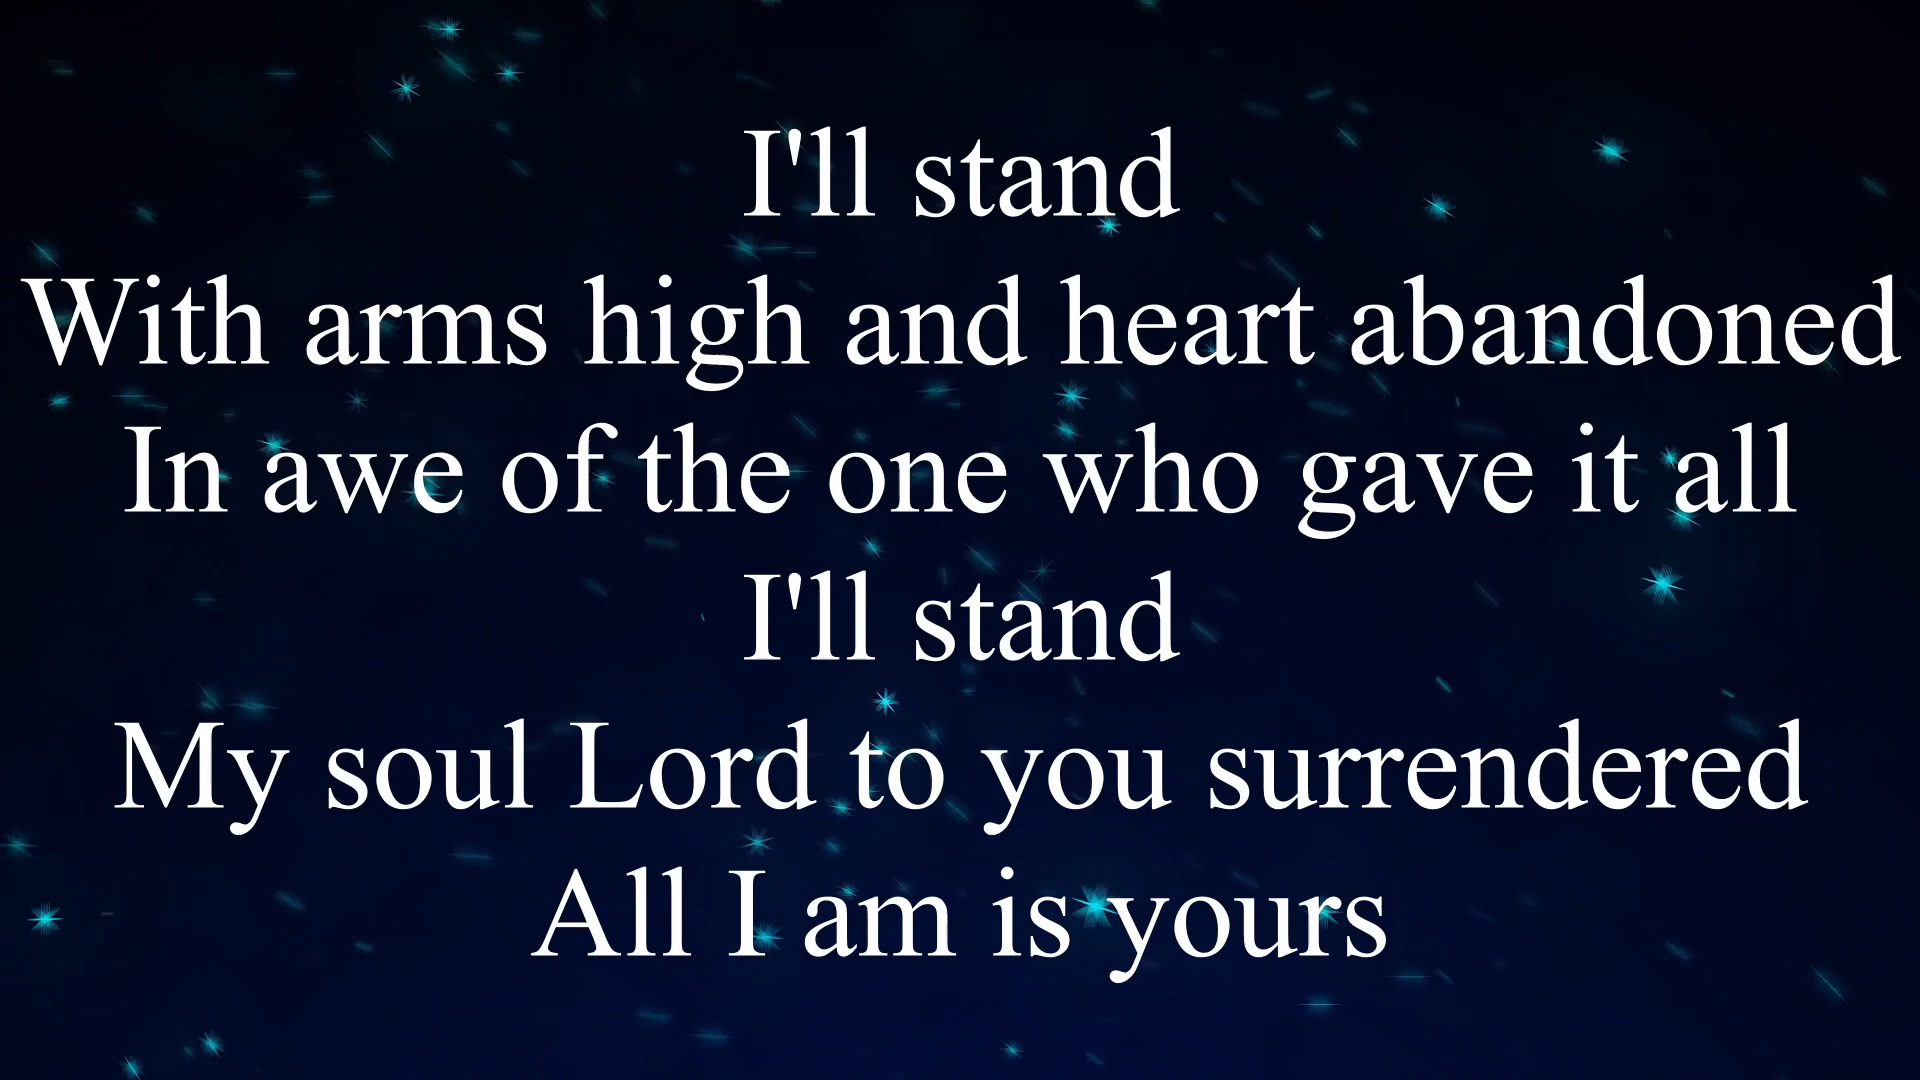 I'll stand
With arms high and heart abandoned
In awe of the one who gave it all
I'll stand
My soul Lord to you surrendered
All I am is yours